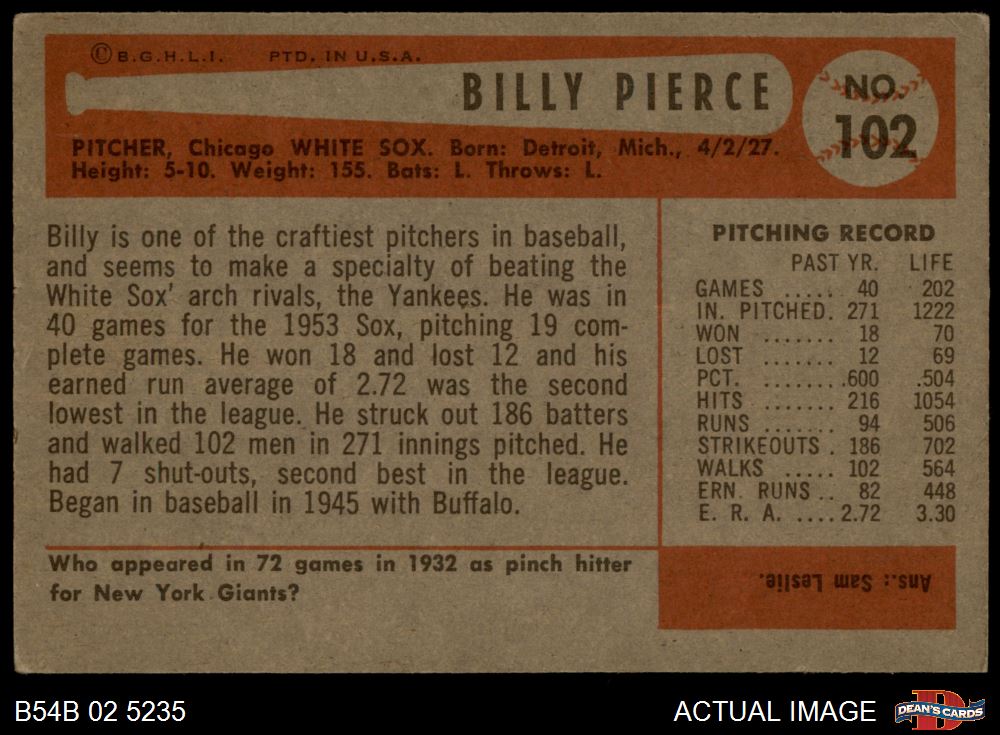 © B.G.H.L.I. PTD. IN U.S.A.
BILLY PIERCE
NO.
102
PITCHER, Chicago WHITE SOX. Born: Detroit, Mich., 4/2/27.
Height: 5-10. Weight: 155. Bats: L. Throws: L.
Billy is one of the craftiest pitchers in baseball,
and seems to make a specialty of beating the
White Sox' arch rivals, the Yankees. He was in
40 games for the 1953 Sox, pitching 19 com-
plete games. He won 18 and lost 12 and his
earned run average of 2.72 was the second
lowest in the league. He struck out 186 batters
and walked 102 men in 271 innings pitched. He
had 7 shut-outs, second best in the league.
Began in baseball in 1945 with Buffalo.
PITCHING RECORD
PAST YR. LIFE
GAMES ..... 40 202
IN. PITCHED. 271 1222
WON ....... 18 70
LOST ....... 12 69
PCT. ........ .600 .504
HITS ....... 216 1054
RUNS ....... 94 506
STRIKEOUTS . 186 702
WALKS ..... 102 564
ERN. RUNS .. 82 448
E. R. A. .... 2.72 3.30
Who appeared in 72 games in 1932 as pinch hitter
for New York Giants?
Ans.: Sam Leslie.
B54B 02 5235
ACTUAL IMAGE
DEAN'S CARDS